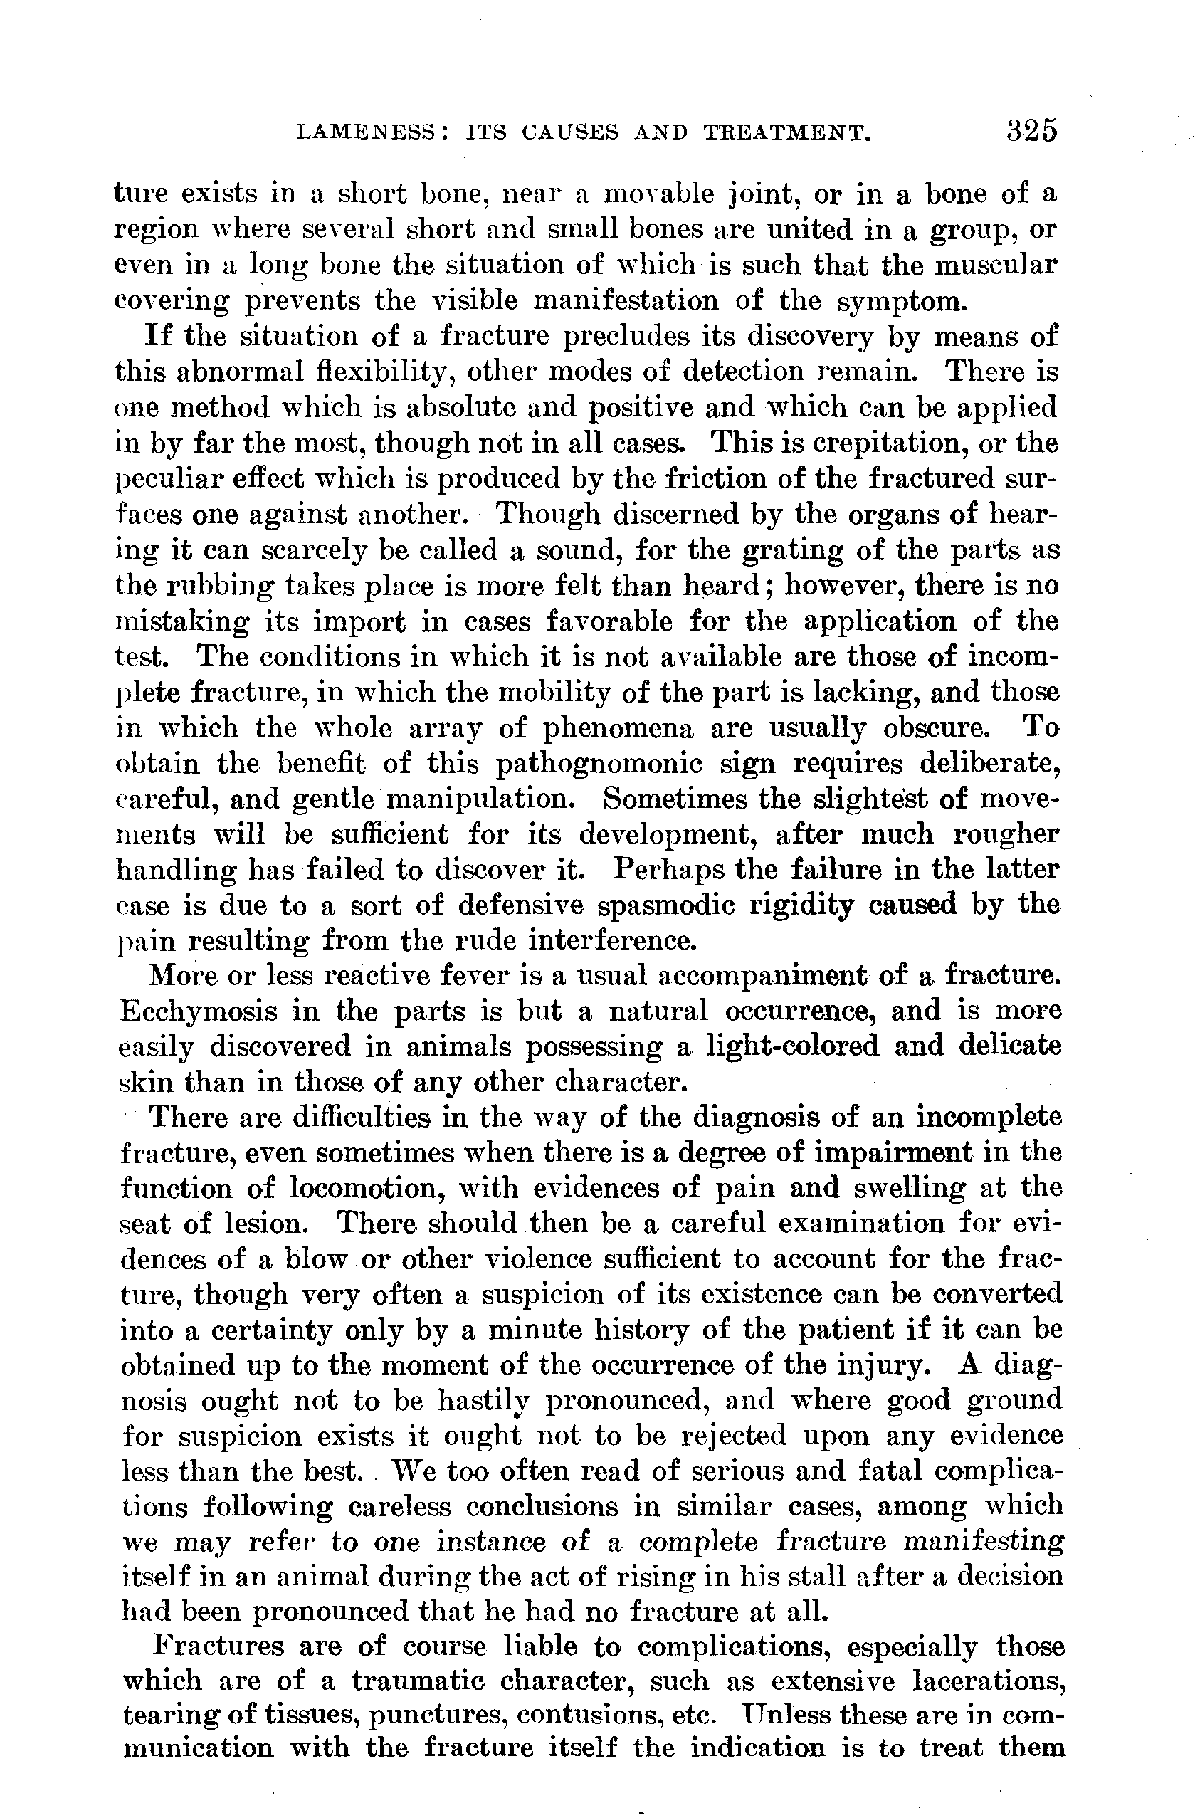 LAMENESS: ITS CAUSES AND TREATMENT. 325
ture exists in a short bone, near a movable joint, or in a bone of a
region where several short and small bones are united in a group, or
even in a long bone the situation of which is such that the muscular
covering prevents the visible manifestation of the symptom.
If the situation of a fracture precludes its discovery by means of
this abnormal flexibility, other modes of detection remain. There is
one method which is absolute and positive and which can be applied
in by far the most, though not in all cases. This is crepitation, or the
peculiar effect which is produced by the friction of the fractured sur-
faces one against another. Though discerned by the organs of hear-
ing it can scarcely be called a sound, for the grating of the parts as
the rubbing takes place is more felt than heard; however, there is no
mistaking its import in cases favorable for the application of the
test. The conditions in which it is not available are those of incom-
plete fracture, in which the mobility of the part is lacking, and those
in which the whole array of phenomena are usually obscure. To
obtain the benefit of this pathognomonic sign requires deliberate,
careful, and gentle manipulation. Sometimes the slightest of move-
ments will be sufficient for its development, after much rougher
handling has failed to discover it. Perhaps the failure in the latter
case is due to a sort of defensive spasmodic rigidity caused by the
pain resulting from the rude interference.
More or less reactive fever is a usual accompaniment of a fracture.
Ecchymosis in the parts is but a natural occurrence, and is more
easily discovered in animals possessing a light-colored and delicate
skin than in those of any other character.
There are difficulties in the way of the diagnosis of an incomplete
fracture, even sometimes when there is a degree of impairment in the
function of locomotion, with evidences of pain and swelling at the
seat of lesion. There should then be a careful examination for evi-
dences of a blow or other violence sufficient to account for the frac-
ture, though very often a suspicion of its existence can be converted
into a certainty only by a minute history of the patient if it can be
obtained up to the moment of the occurrence of the injury. A diag-
nosis ought not to be hastily pronounced, and where good ground
for suspicion exists it ought not to be rejected upon any evidence
less than the best. We too often read of serious and fatal complica-
tions following careless conclusions in similar cases, among which
we may refer to one instance of a complete fracture manifesting
itself in an animal during the act of rising in his stall after a decision
had been pronounced that he had no fracture at all.
Fractures are of course liable to complications, especially those
which are of a traumatic character, such as extensive lacerations,
tearing of tissues, punctures, contusions, etc. Unless these are in com-
munication with the fracture itself the indication is to treat them